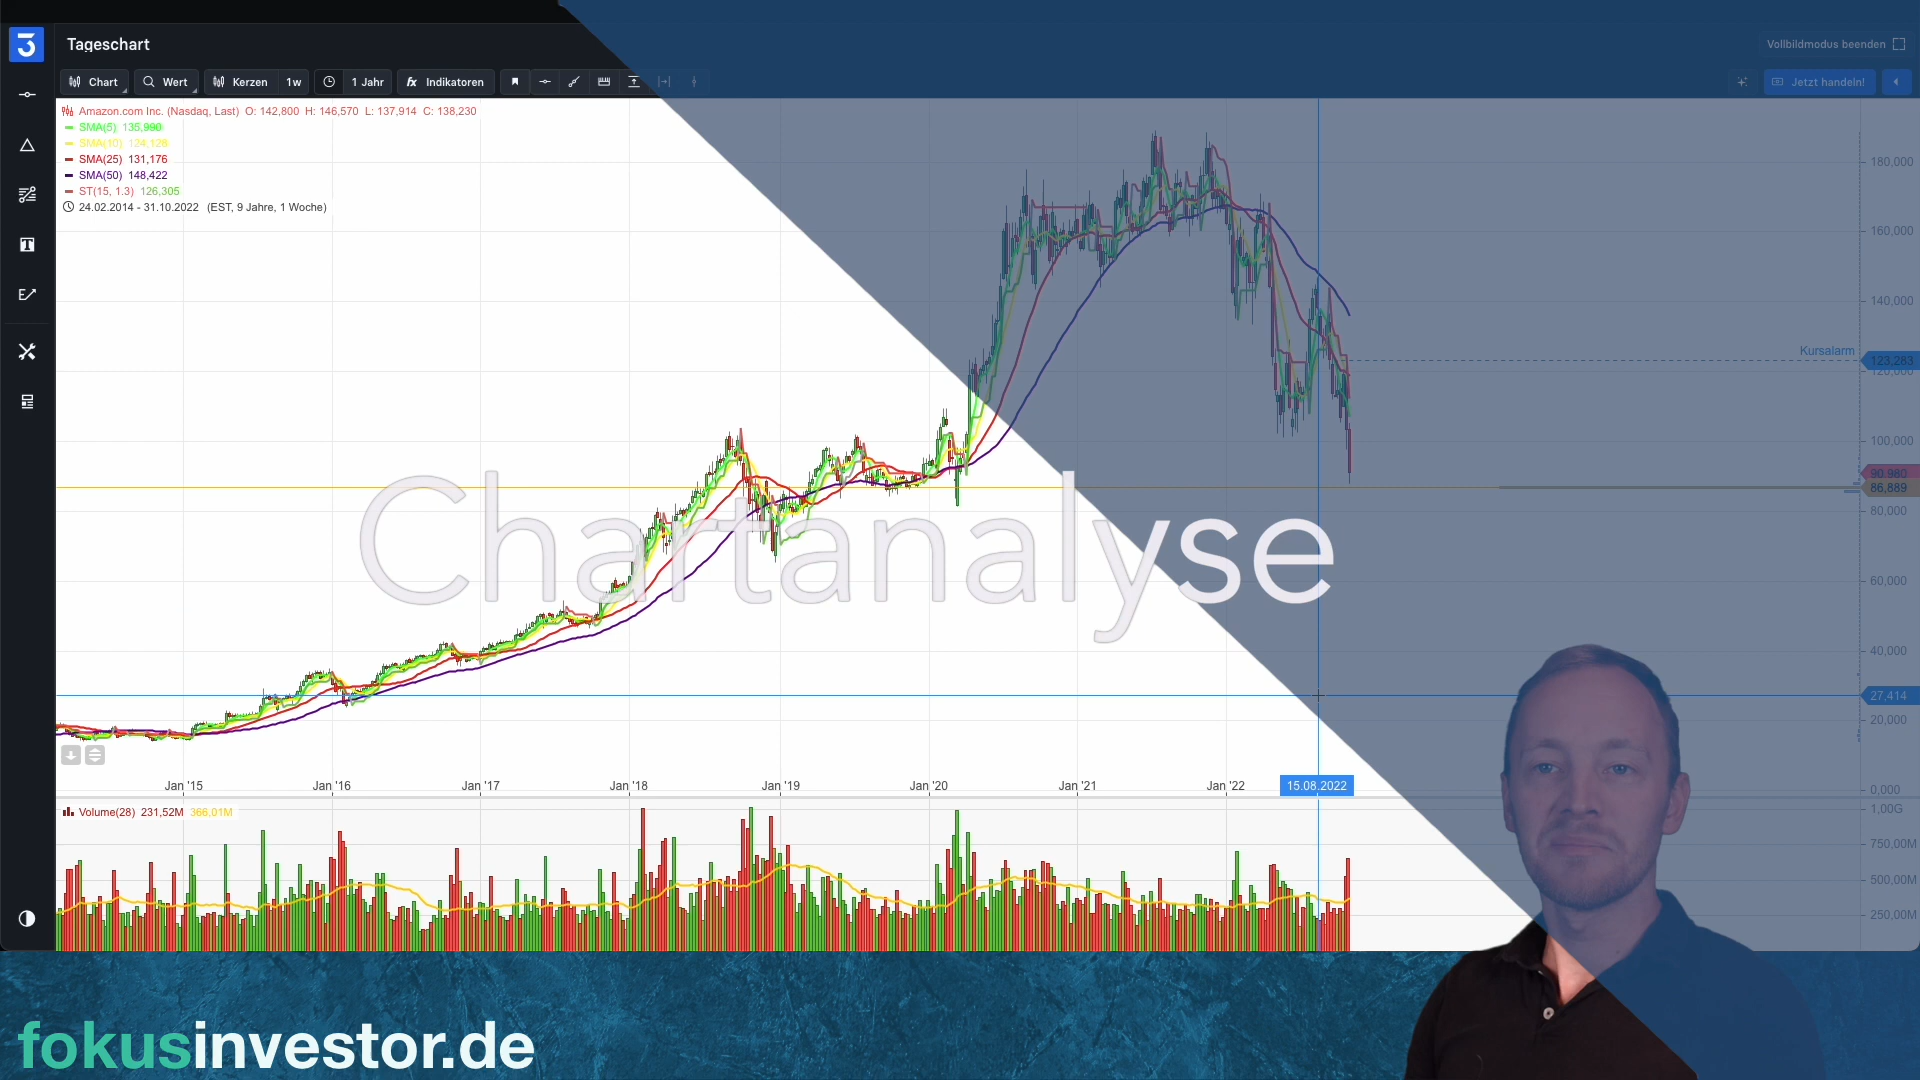 Tageschart
Vollbildmodus beenden
Chart
Wert
Kerzen
1w
1 Jahr
fx Indikatoren
Jetzt handeln!
Amazon.com Inc. (Nasdaq, Last) O: 142,800 H: 146,570 L: 137,914 C: 138,230
SMA(5) 135,990
SMA(10) 124,128
SMA(25) 131,176
SMA(50) 148,422
ST(15, 1.3) 126,305
24.02.2014 - 31.10.2022 (EST, 9 Jahre, 1 Woche)
180,000
160,000
140,000
Kursalarm
123,283
120,000
100,000
90,980
86,889
80,000
Chartanalyse
60,000
40,000
27,414
20,000
0,000
Jan '15
Jan '16
Jan '17
Jan '18
Jan '19
Jan '20
Jan '21
Jan '22
15.08.2022
Volume(28) 231,52M 366,01M
1,00G
750,00M
500,00M
250,00M
fokusinvestor.de